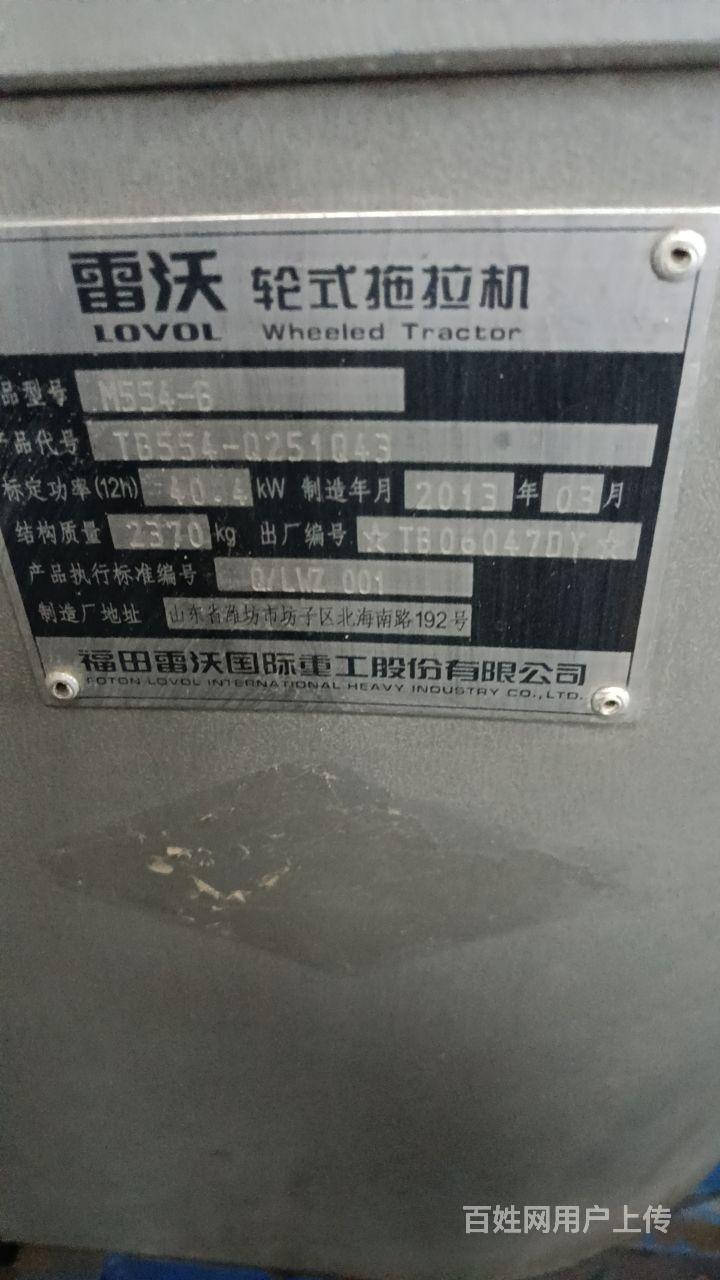 雷沃 轮式拖拉机
LOVOL Wheeled Tractor
品型号 M554-G
产品代号 TB554-Q251Q43
标定功率(12h) 40.4 kW 制造年月 2013 年 03 月
结构质量 2370 kg 出厂编号 ☆TB06047DY☆
产品执行标准编号 Q/LWZ 001
制造厂地址 山东省潍坊市坊子区北海南路192号
福田雷沃国际重工股份有限公司
FOTON LOVOL INTERNATIONAL HEAVY INDUSTRY CO.,LTD.
百姓网用户上传